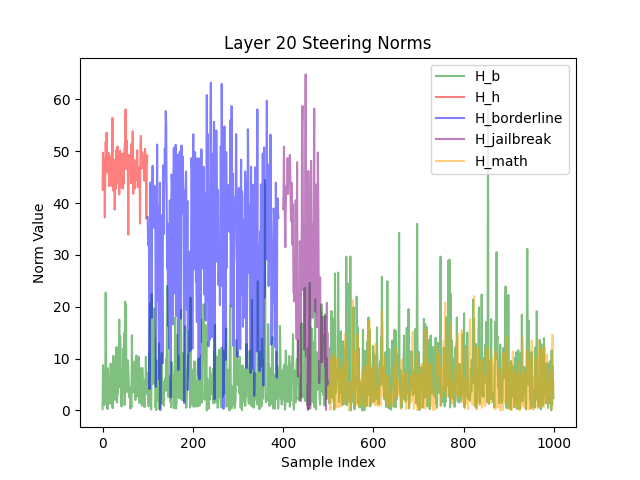 Layer 20 Steering Norms
H_b
H_h
H_borderline
H_jailbreak
H_math
60
50
40
30
20
10
0
Norm Value
0
200
400
600
800
1000
Sample Index